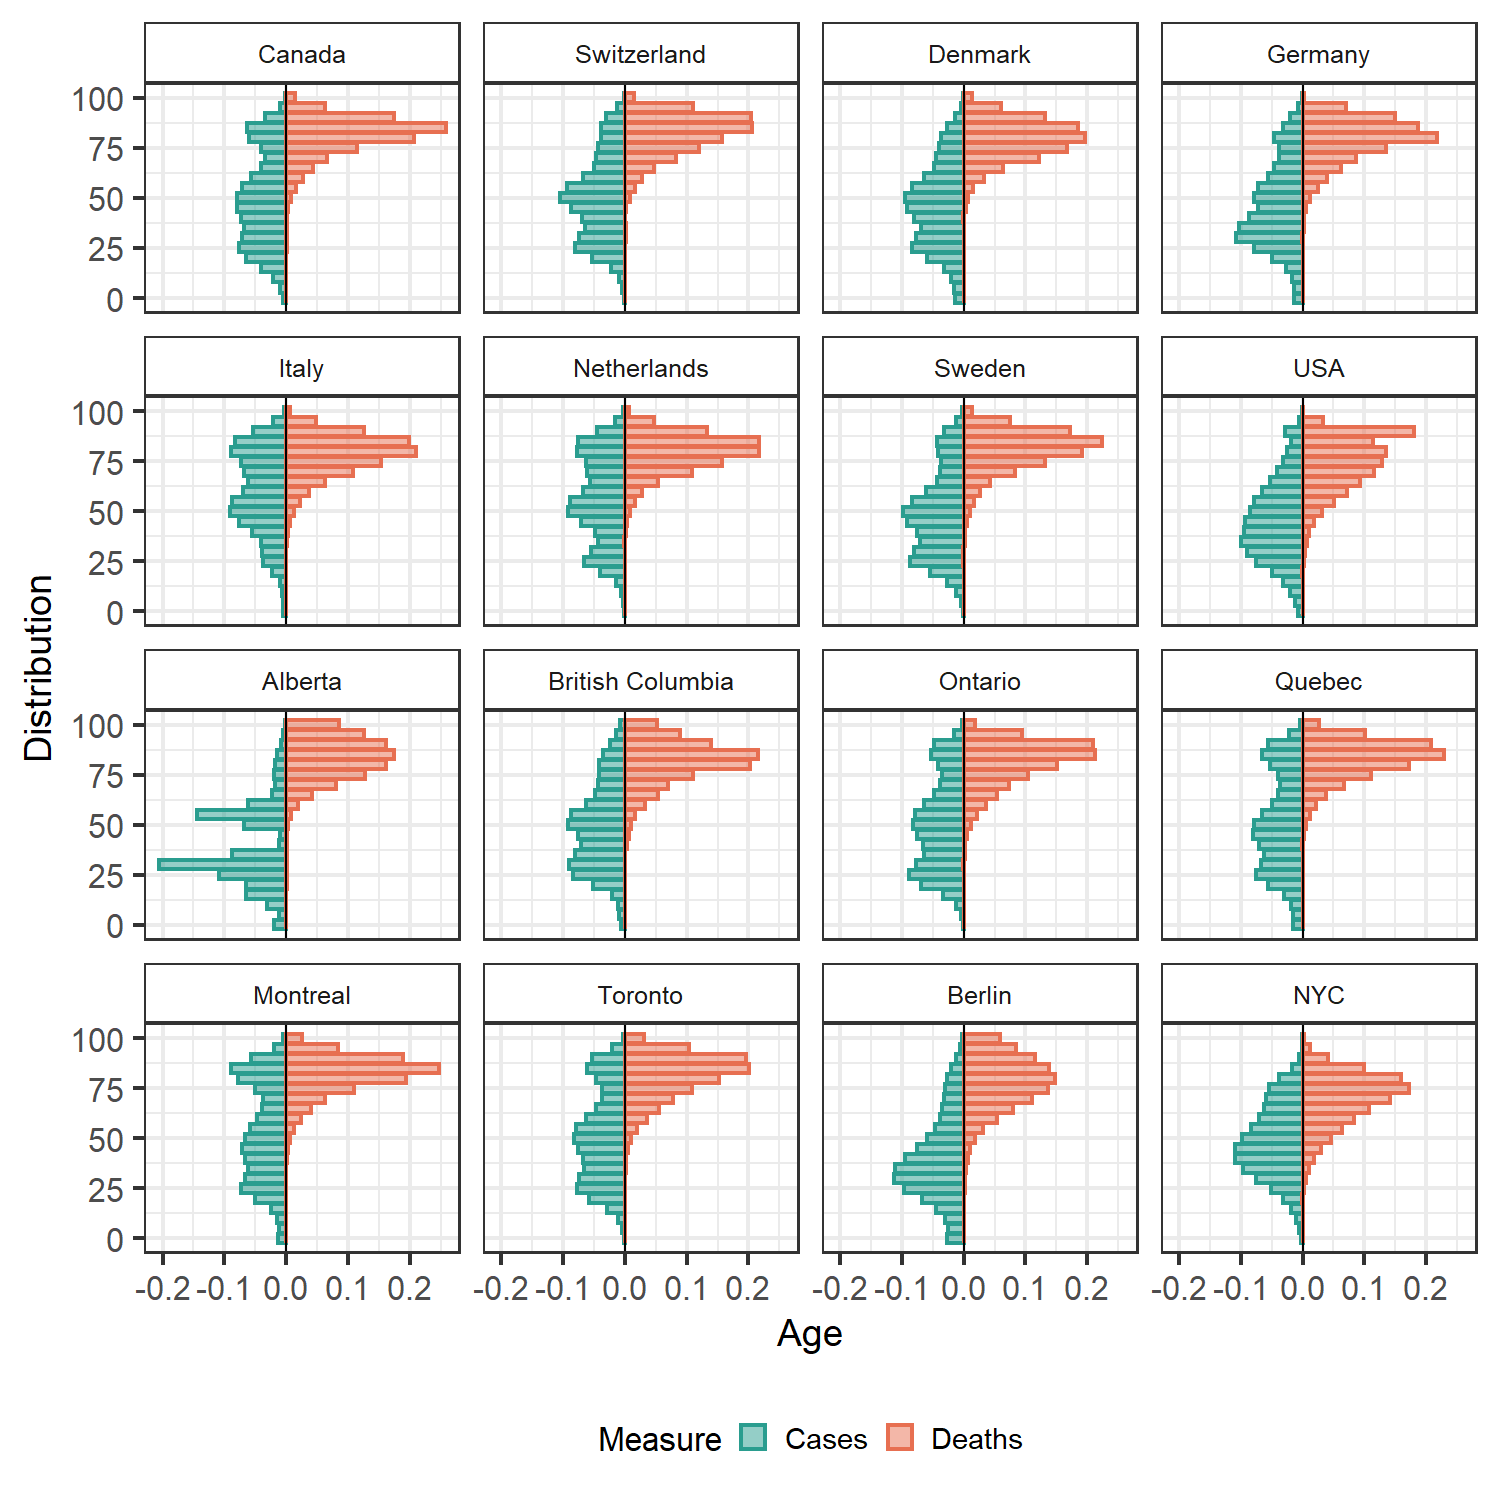 Canada Switzerland Denmark Germany
100
75
50
25
0
Italy Netherlands Sweden USA
100
75
50
25
0
Alberta British Columbia Ontario Quebec
100
75
50
25
0
Montreal Toronto Berlin NYC
100
75
50
25
0
-0.2 -0.1 0.0 0.1 0.2 -0.2 -0.1 0.0 0.1 0.2 -0.2 -0.1 0.0 0.1 0.2 -0.2 -0.1 0.0 0.1 0.2
Distribution
Age
Measure Cases Deaths